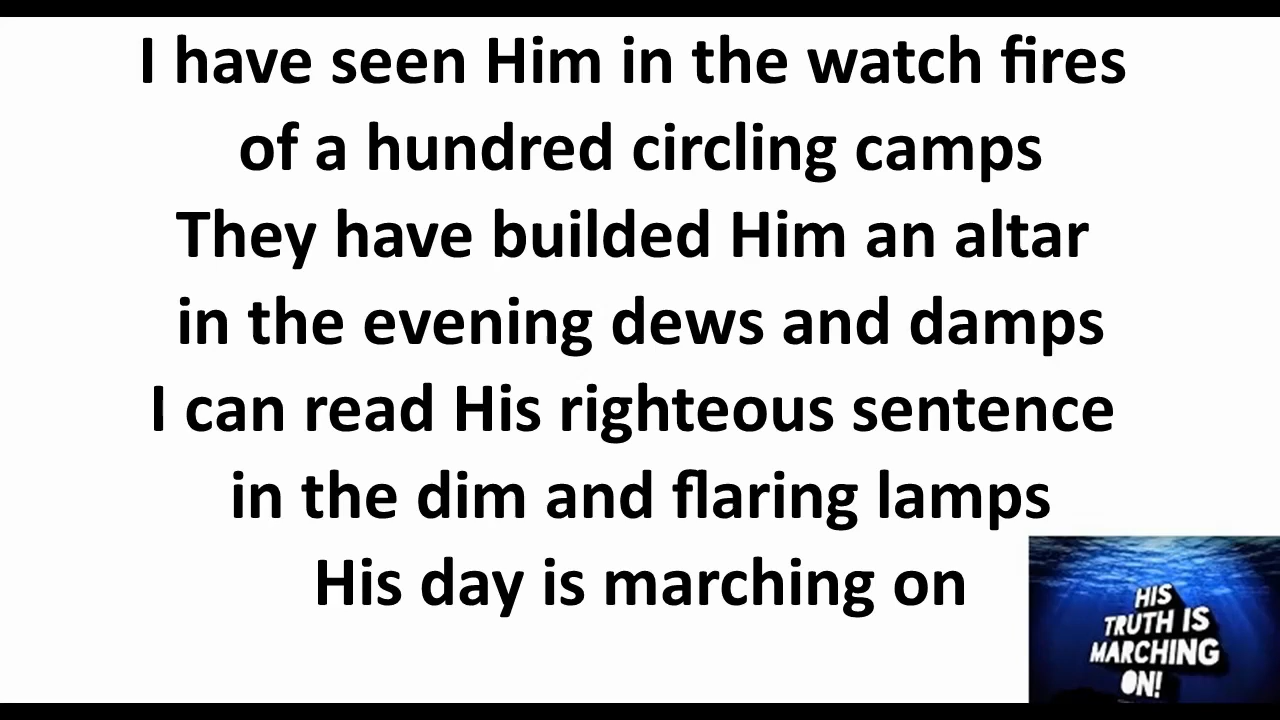 I have seen Him in the watch fires
of a hundred circling camps
They have builded Him an altar
in the evening dews and damps
I can read His righteous sentence
in the dim and flaring lamps
His day is marching on
HIS
TRUTH IS
MARCHING
ON!